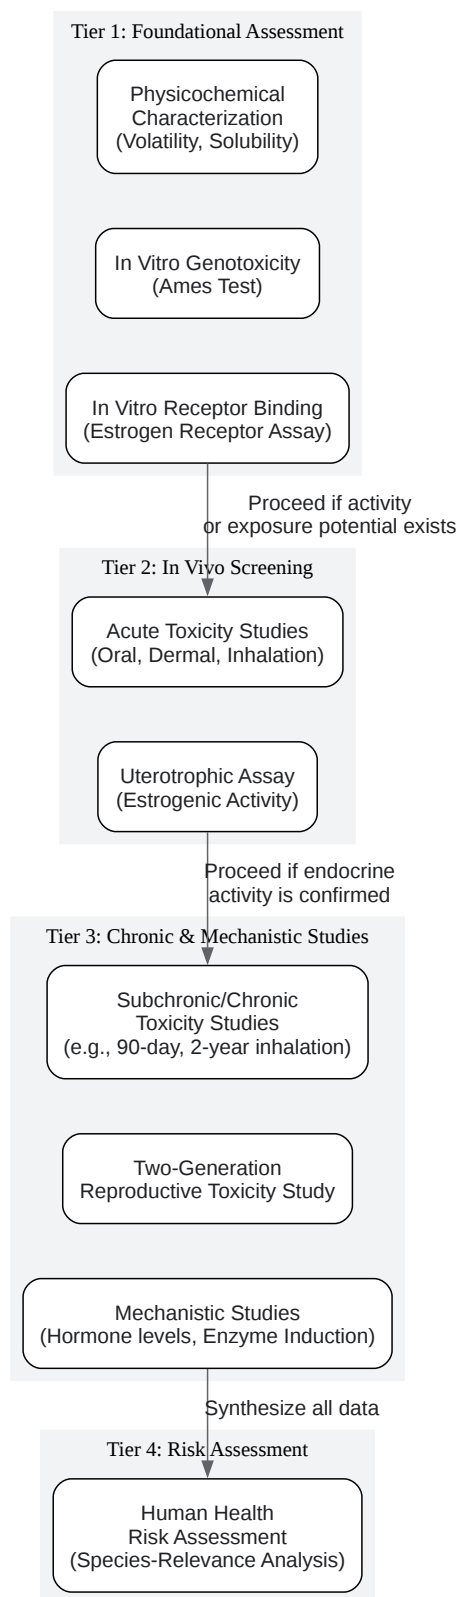 Tier 1: Foundational Assessment
Physicochemical
Characterization
(Volatility, Solubility)
In Vitro Genotoxicity
(Ames Test)
In Vitro Receptor Binding
(Estrogen Receptor Assay)
Proceed if activity
or exposure potential exists
Tier 2: In Vivo Screening
Acute Toxicity Studies
(Oral, Dermal, Inhalation)
Uterotrophic Assay
(Estrogenic Activity)
Proceed if endocrine
activity is confirmed
Tier 3: Chronic & Mechanistic Studies
Subchronic/Chronic
Toxicity Studies
(e.g., 90-day, 2-year inhalation)
Two-Generation
Reproductive Toxicity Study
Mechanistic Studies
(Hormone levels, Enzyme Induction)
Synthesize all data
Tier 4: Risk Assessment
Human Health
Risk Assessment
(Species-Relevance Analysis)